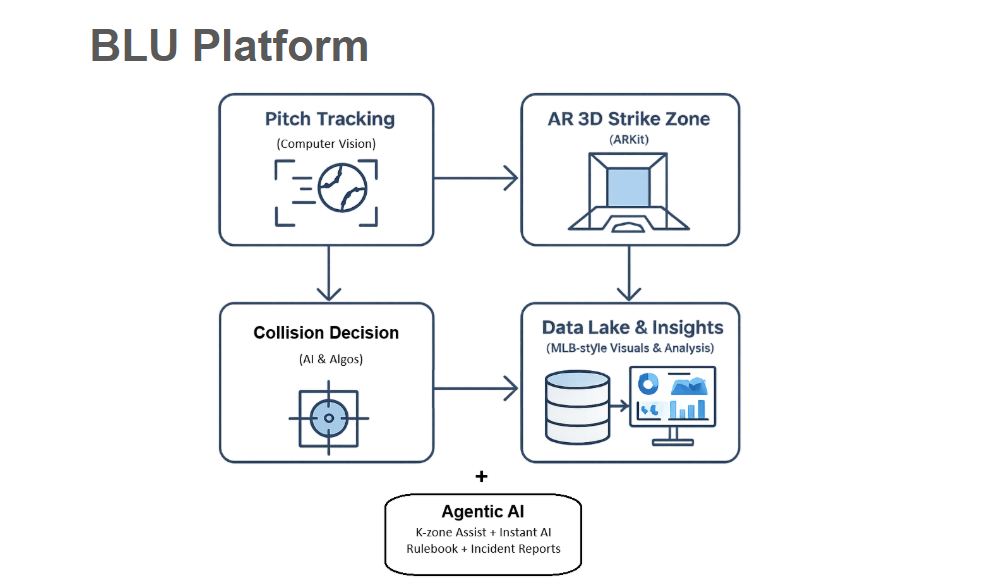 BLU Platform
Pitch Tracking
(Computer Vision)
AR 3D Strike Zone
(ARKit)
Collision Decision
(AI & Algos)
Data Lake & Insights
(MLB-style Visuals & Analysis)
+
Agentic AI
K-zone Assist + Instant AI
Rulebook + Incident Reports